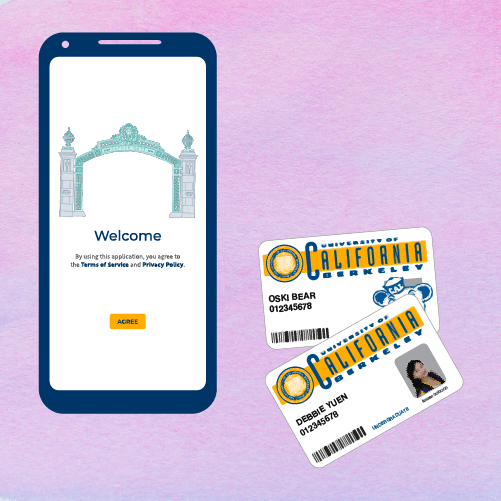 Welcome
By using this application, you agree to
the Terms of Service and Privacy Policy.
AGREE
UNIVERSITY OF
CALIFORNIA
BERKELEY
OSKI BEAR
012345678
CAL
UNIVERSITY OF
CALIFORNIA
BERKELEY
DEBBIE YUEN
012345678
UNDERGRADUATE